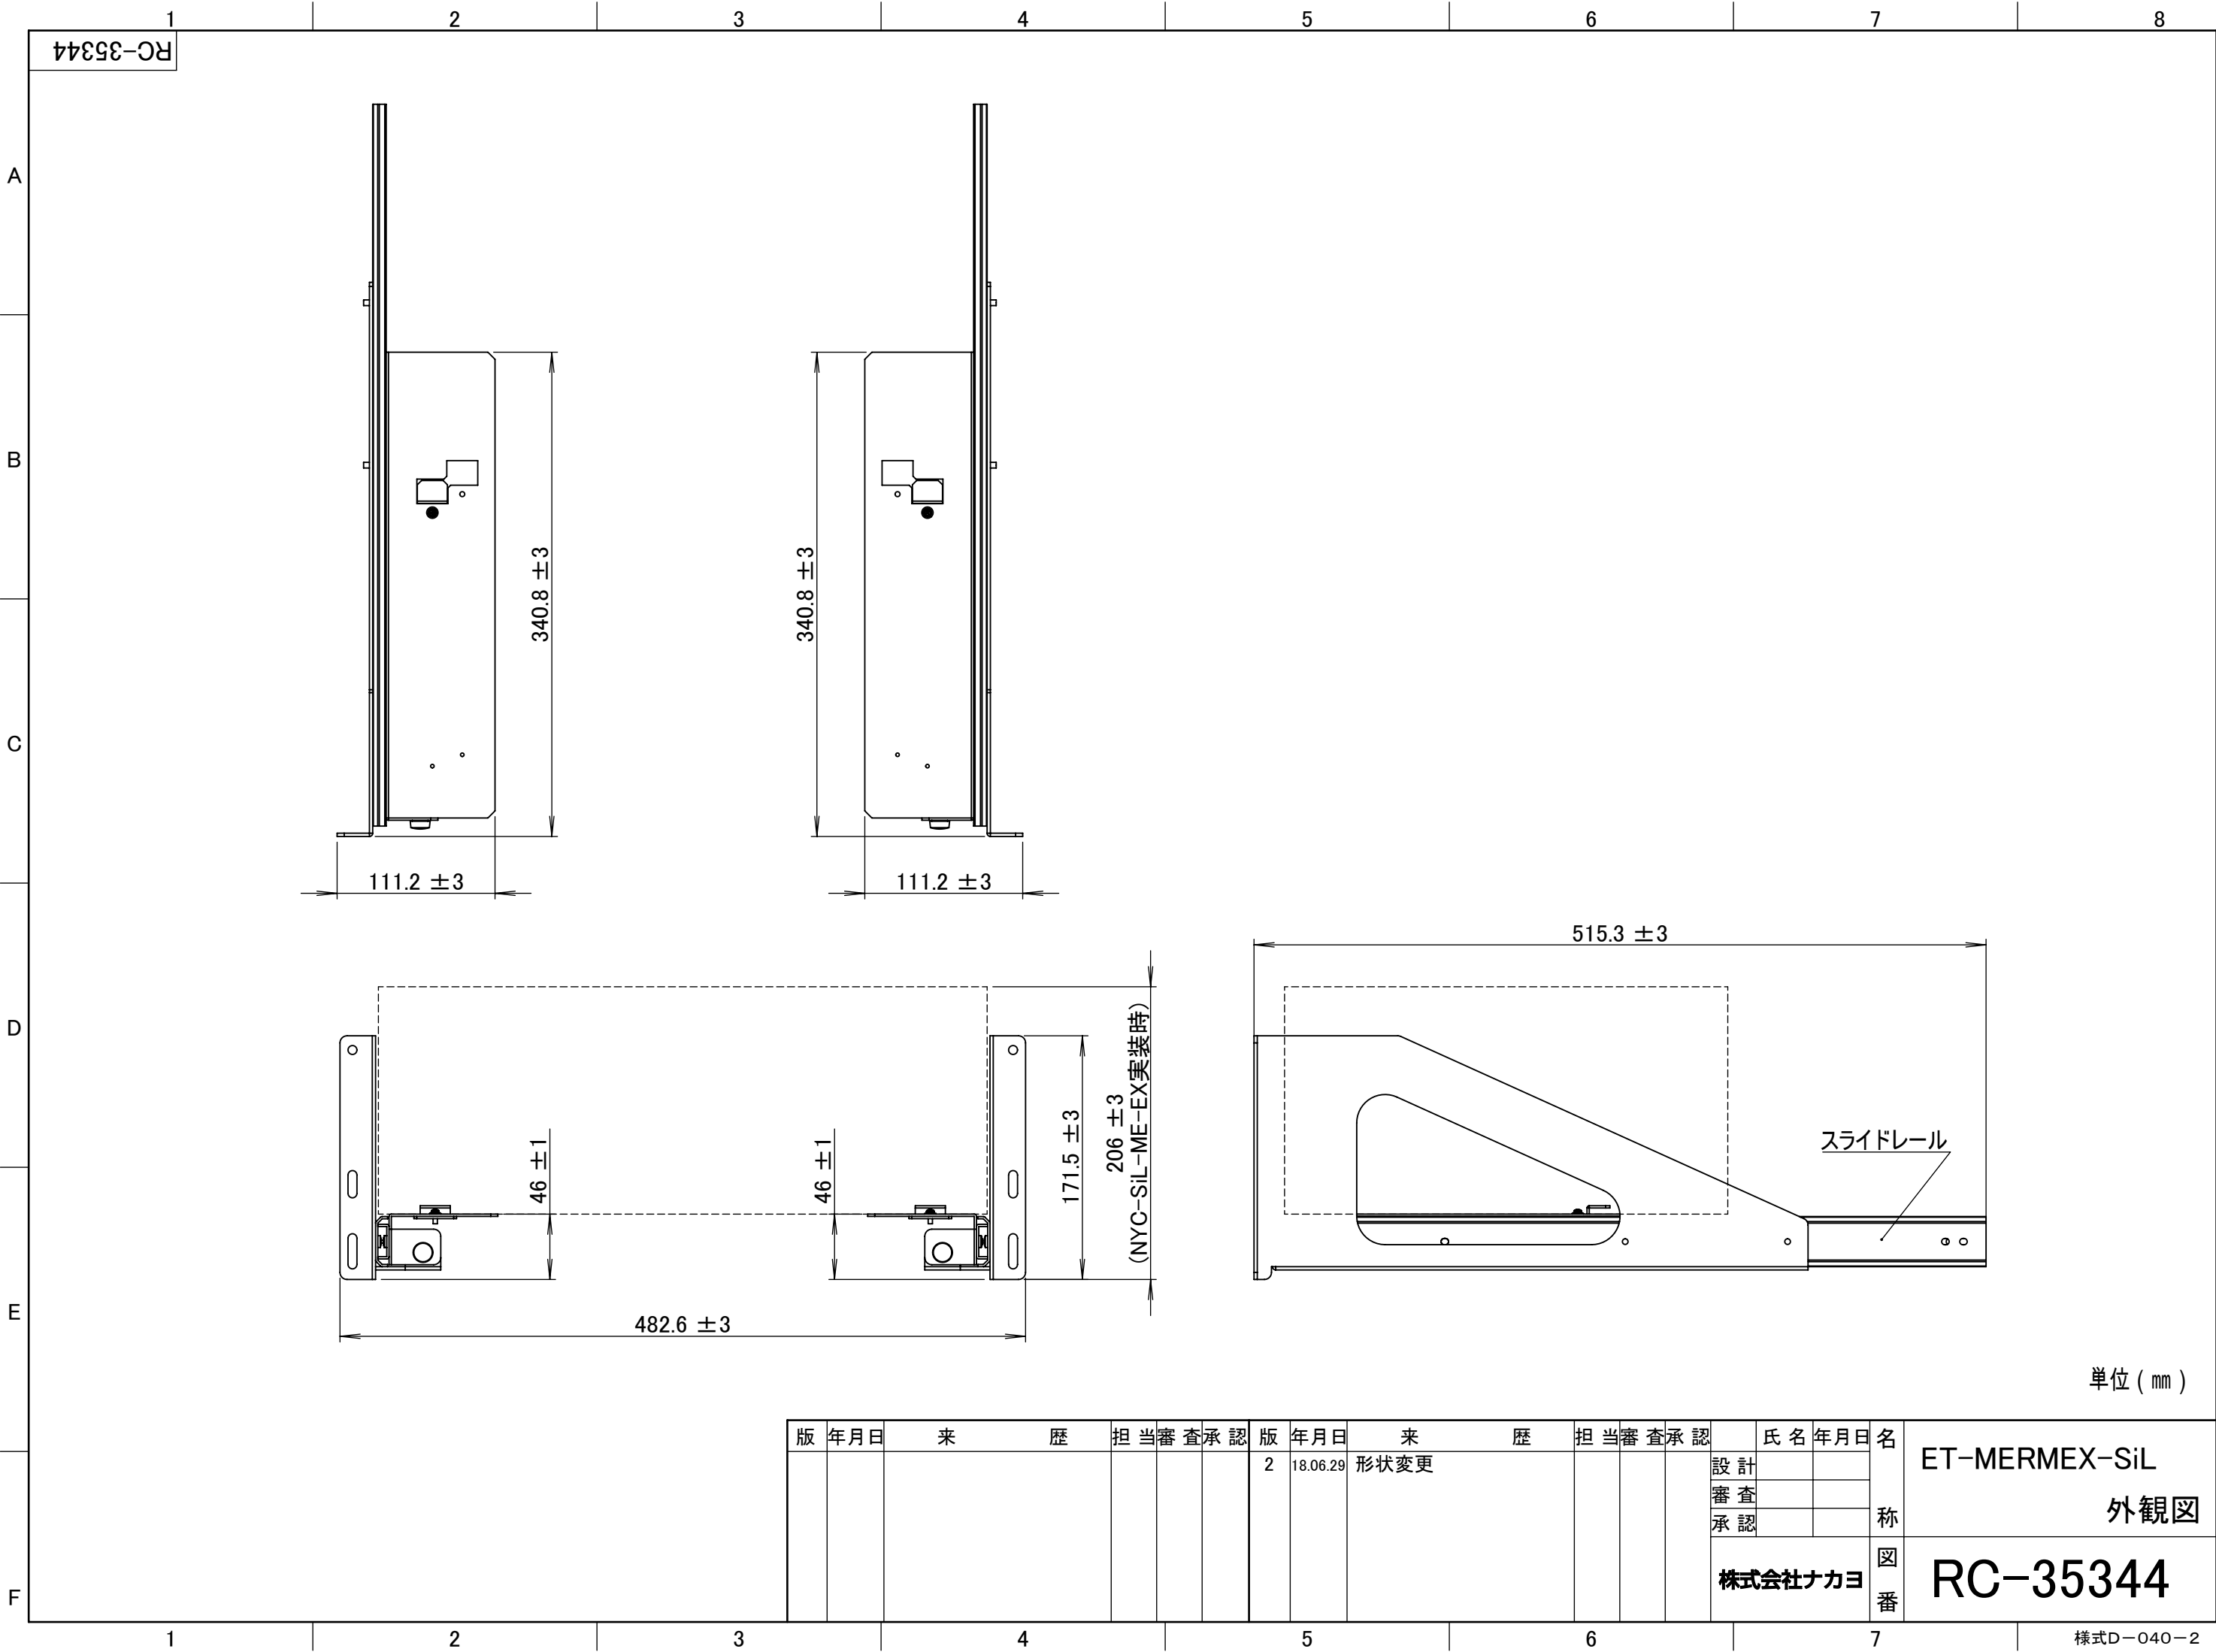 1 2 3 4 5 6 7 8
RC-35344
A
B
C
D
E
F
340.8 ±3
340.8 ±3
111.2 ±3
111.2 ±3
515.3 ±3
46 ±1
46 ±1
171.5 ±3
206 ±3
(NYC-SiL-ME-EX実装時)
482.6 ±3
スライドレール
単位 ( ㎜ )
版 年月日 来 歴 担当 審査 承認 版 年月日 来 歴 担当 審査 承認 氏名 年月日
2 18.06.29 形状変更
設計
審査
承認
株式会社ナカヨ
名称
ET-MERMEX-SiL
外観図
図番
RC-35344
1 2 3 4 5 6 7
様式D-040-2